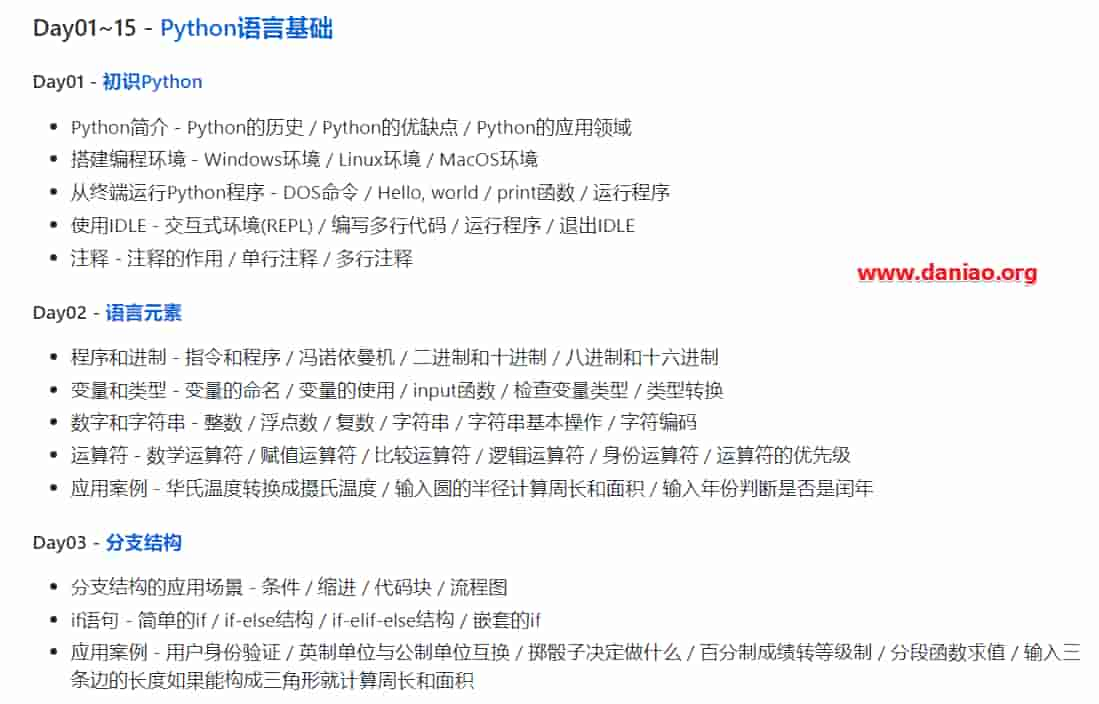 Day01~15 - Python语言基础
Day01 - 初识Python
Python简介 - Python的历史 / Python的优缺点 / Python的应用领域
搭建编程环境 - Windows环境 / Linux环境 / MacOS环境
从终端运行Python程序 - DOS命令 / Hello, world / print函数 / 运行程序
使用IDLE - 交互式环境(REPL) / 编写多行代码 / 运行程序 / 退出IDLE
注释 - 注释的作用 / 单行注释 / 多行注释
www.daniao.org
Day02 - 语言元素
程序和进制 - 指令和程序 / 冯诺依曼机 / 二进制和十进制 / 八进制和十六进制
变量和类型 - 变量的命名 / 变量的使用 / input函数 / 检查变量类型 / 类型转换
数字和字符串 - 整数 / 浮点数 / 复数 / 字符串 / 字符串基本操作 / 字符编码
运算符 - 数学运算符 / 赋值运算符 / 比较运算符 / 逻辑运算符 / 身份运算符 / 运算符的优先级
应用案例 - 华氏温度转换成摄氏温度 / 输入圆的半径计算周长和面积 / 输入年份判断是否是闰年
Day03 - 分支结构
分支结构的应用场景 - 条件 / 缩进 / 代码块 / 流程图
if语句 - 简单的if / if-else结构 / if-elif-else结构 / 嵌套的if
应用案例 - 用户身份验证 / 英制单位与公制单位互换 / 掷骰子决定做什么 / 百分制成绩转等级制 / 分段函数求值 / 输入三
条边的长度如果能构成三角形就计算周长和面积